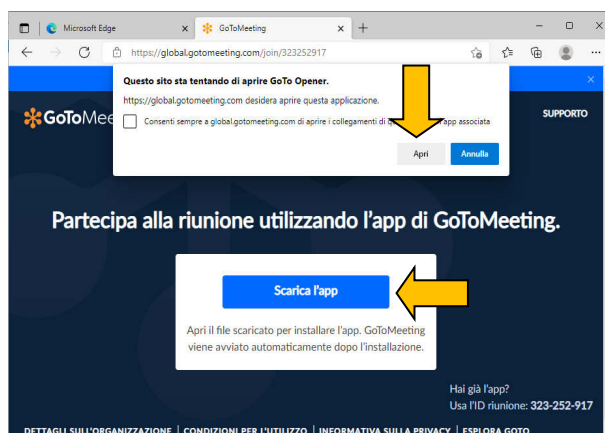 Microsoft Edge
GoToMeeting
https://global.gotomeeting.com/join/323252917
Questo sito sta tentando di aprire GoTo Opener.
https://global.gotomeeting.com desidera aprire questa applicazione.
Consenti sempre a global.gotomeeting.com di aprire i collegamenti di app associata
Apri
Annulla
GoToMee
SUPPORTO
Partecipa alla riunione utilizzando l'app di GoToMeeting.
Scarica l'app
Apri il file scaricato per installare l'app. GoToMeeting
viene avviato automaticamente dopo l'installazione.
Hai già l'app?
Usa l'ID riunione: 323-252-917
DETTAGLI SULL'ORGANIZZAZIONE | CONDIZIONI PER L'UTILIZZO | INFORMATIVA SULLA PRIVACY | ESPLORA GOTO